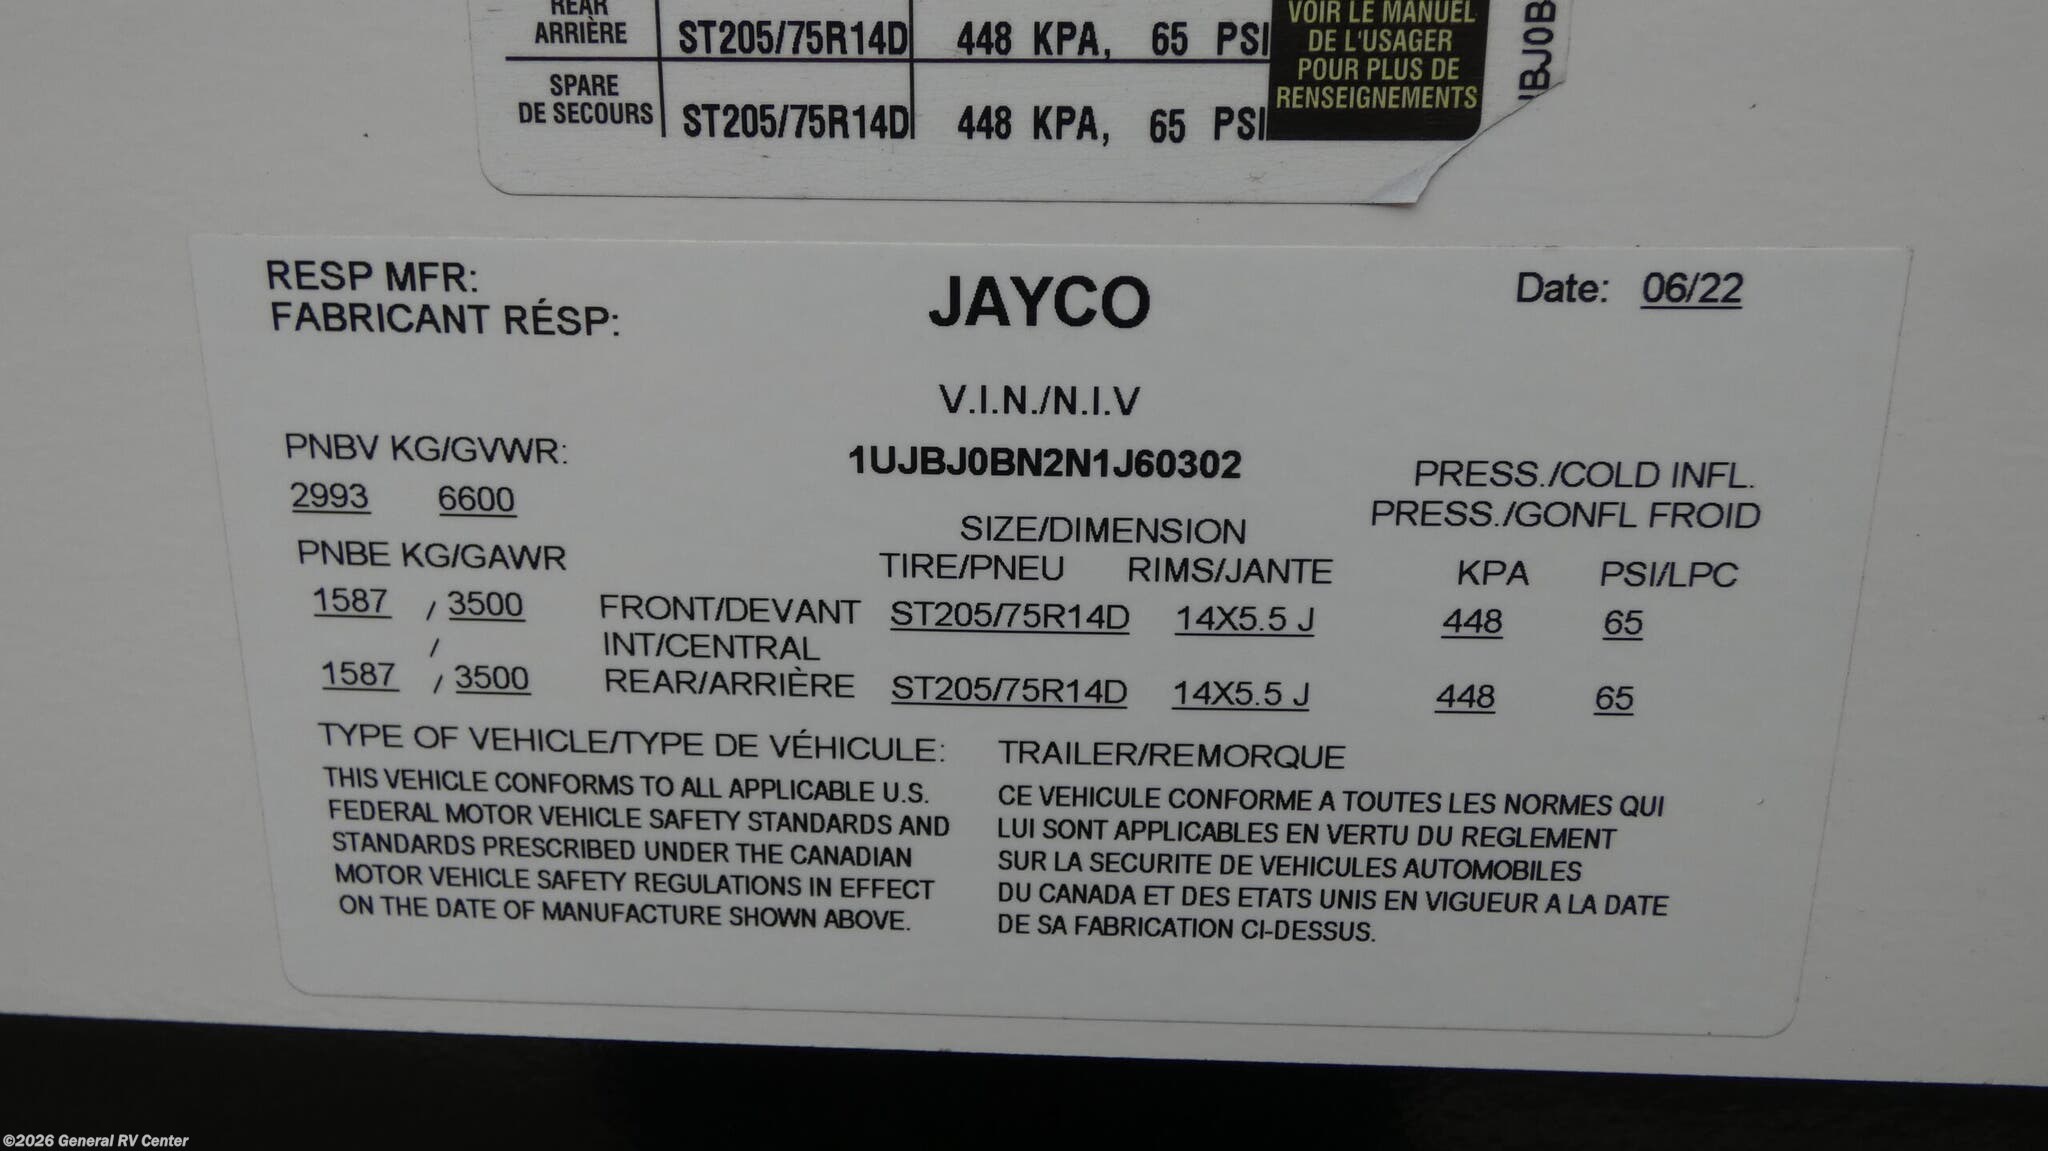 REAR
ARRIÈRE ST205/75R14D 448 KPA, 65 PSI
SPARE
DE SECOURS ST205/75R14D 448 KPA, 65 PSI
VOIR LE MANUEL
DE L'USAGER
POUR PLUS DE
RENSEIGNEMENTS
BJ0B
RESP MFR:
FABRICANT RÉSP:
JAYCO
Date: 06/22
V.I.N./N.I.V
1UJBJ0BN2N1J60302
PNBV KG/GVWR:
2993 6600
PRESS./COLD INFL.
PRESS./GONFL FROID
SIZE/DIMENSION
PNBE KG/GAWR TIRE/PNEU RIMS/JANTE KPA PSI/LPC
1587 / 3500 FRONT/DEVANT ST205/75R14D 14X5.5 J 448 65
/ INT/CENTRAL
1587 / 3500 REAR/ARRIÈRE ST205/75R14D 14X5.5 J 448 65
TYPE OF VEHICLE/TYPE DE VÉHICULE: TRAILER/REMORQUE
THIS VEHICLE CONFORMS TO ALL APPLICABLE U.S.
FEDERAL MOTOR VEHICLE SAFETY STANDARDS AND
STANDARDS PRESCRIBED UNDER THE CANADIAN
MOTOR VEHICLE SAFETY REGULATIONS IN EFFECT
ON THE DATE OF MANUFACTURE SHOWN ABOVE.
CE VEHICULE CONFORME A TOUTES LES NORMES QUI
LUI SONT APPLICABLES EN VERTU DU REGLEMENT
SUR LA SECURITE DE VEHICULES AUTOMOBILES
DU CANADA ET DES ETATS UNIS EN VIGUEUR A LA DATE
DE SA FABRICATION CI-DESSUS.
©2026 General RV Center